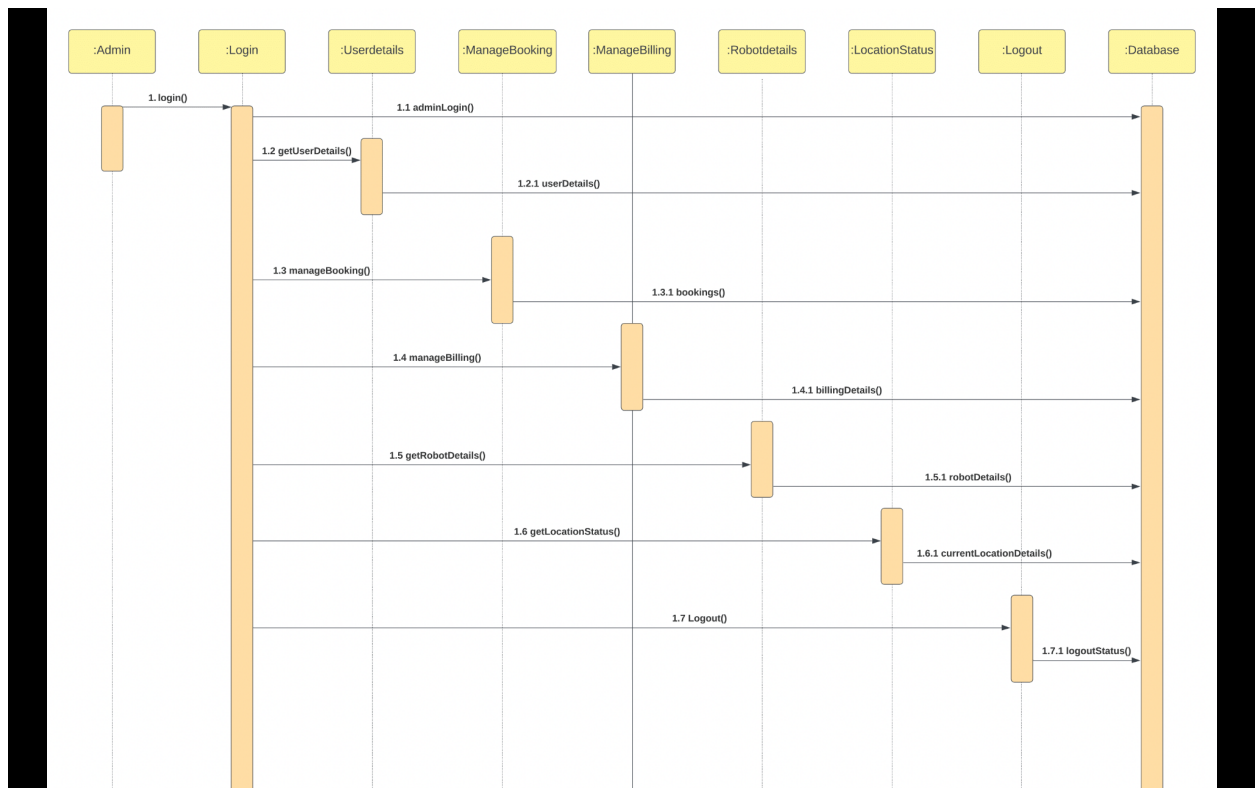 :Admin
:Login
:Userdetails
:ManageBooking
:ManageBilling
:Robotdetails
:LocationStatus
:Logout
:Database
1. login()
1.1 adminLogin()
1.2 getUserDetails()
1.2.1 userDetails()
1.3 manageBooking()
1.3.1 bookings()
1.4 manageBilling()
1.4.1 billingDetails()
1.5 getRobotDetails()
1.5.1 robotDetails()
1.6 getLocationStatus()
1.6.1 currentLocationDetails()
1.7 Logout()
1.7.1 logoutStatus()